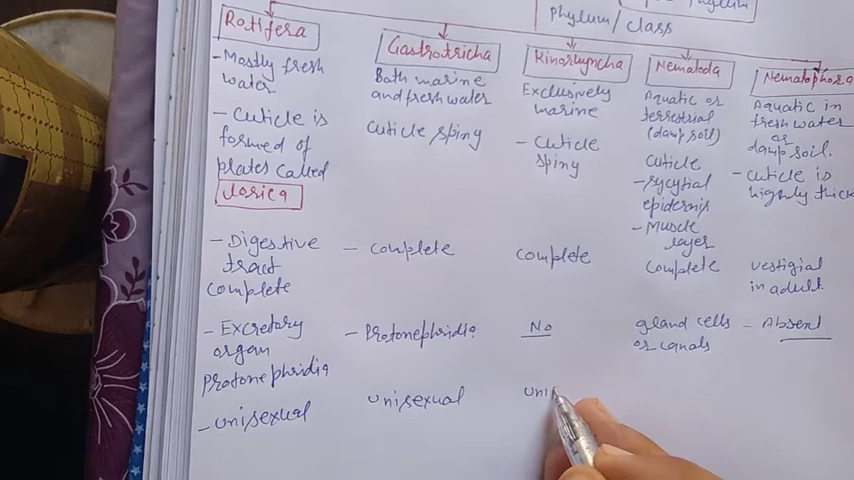 Phylum
Phylum/class
Rotifera
- Mostly fresh
water
- Cuticle is
formed of
plates called
lorica
- Digestive
tract
complete
- Excretory
organ
protonephridia
- unisexual
Gastrotricha
Both marine
and fresh water
cuticle spiny
- complete
- Protonephridia
unisexual
Kinorhyncha
Exclusively
marine
- cuticle
spiny
complete
No
uni
Nematoda
Aquatic or
terrestrial
(damp soil)
cuticle
- sycytial
epidermis
- Muscle
layer
complete
gland cells
or canals
Nematophora
Aquatic in
fresh water
or
damp soil.
- cuticle is
highly thick
vestigial
in adult
- Absent